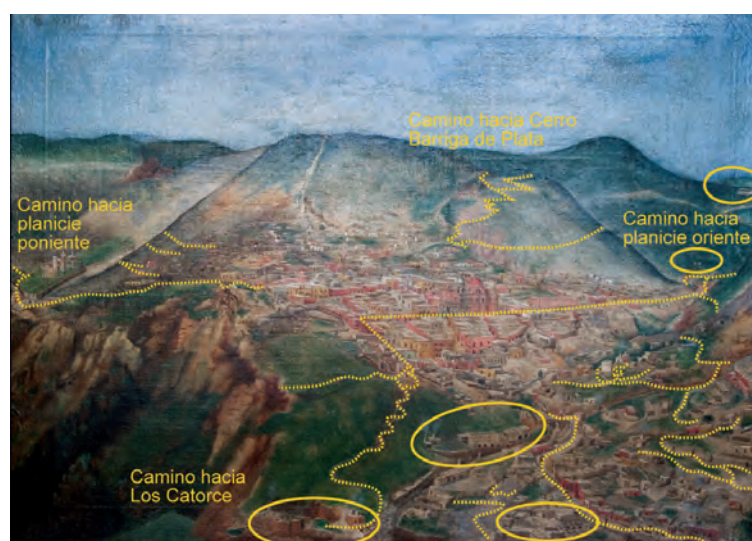 Camino hacia Cerro
Barriga de Plata
Camino hacia
planicie
poniente
Camino hacia
planicie oriente
Camino hacia
Los Catorce